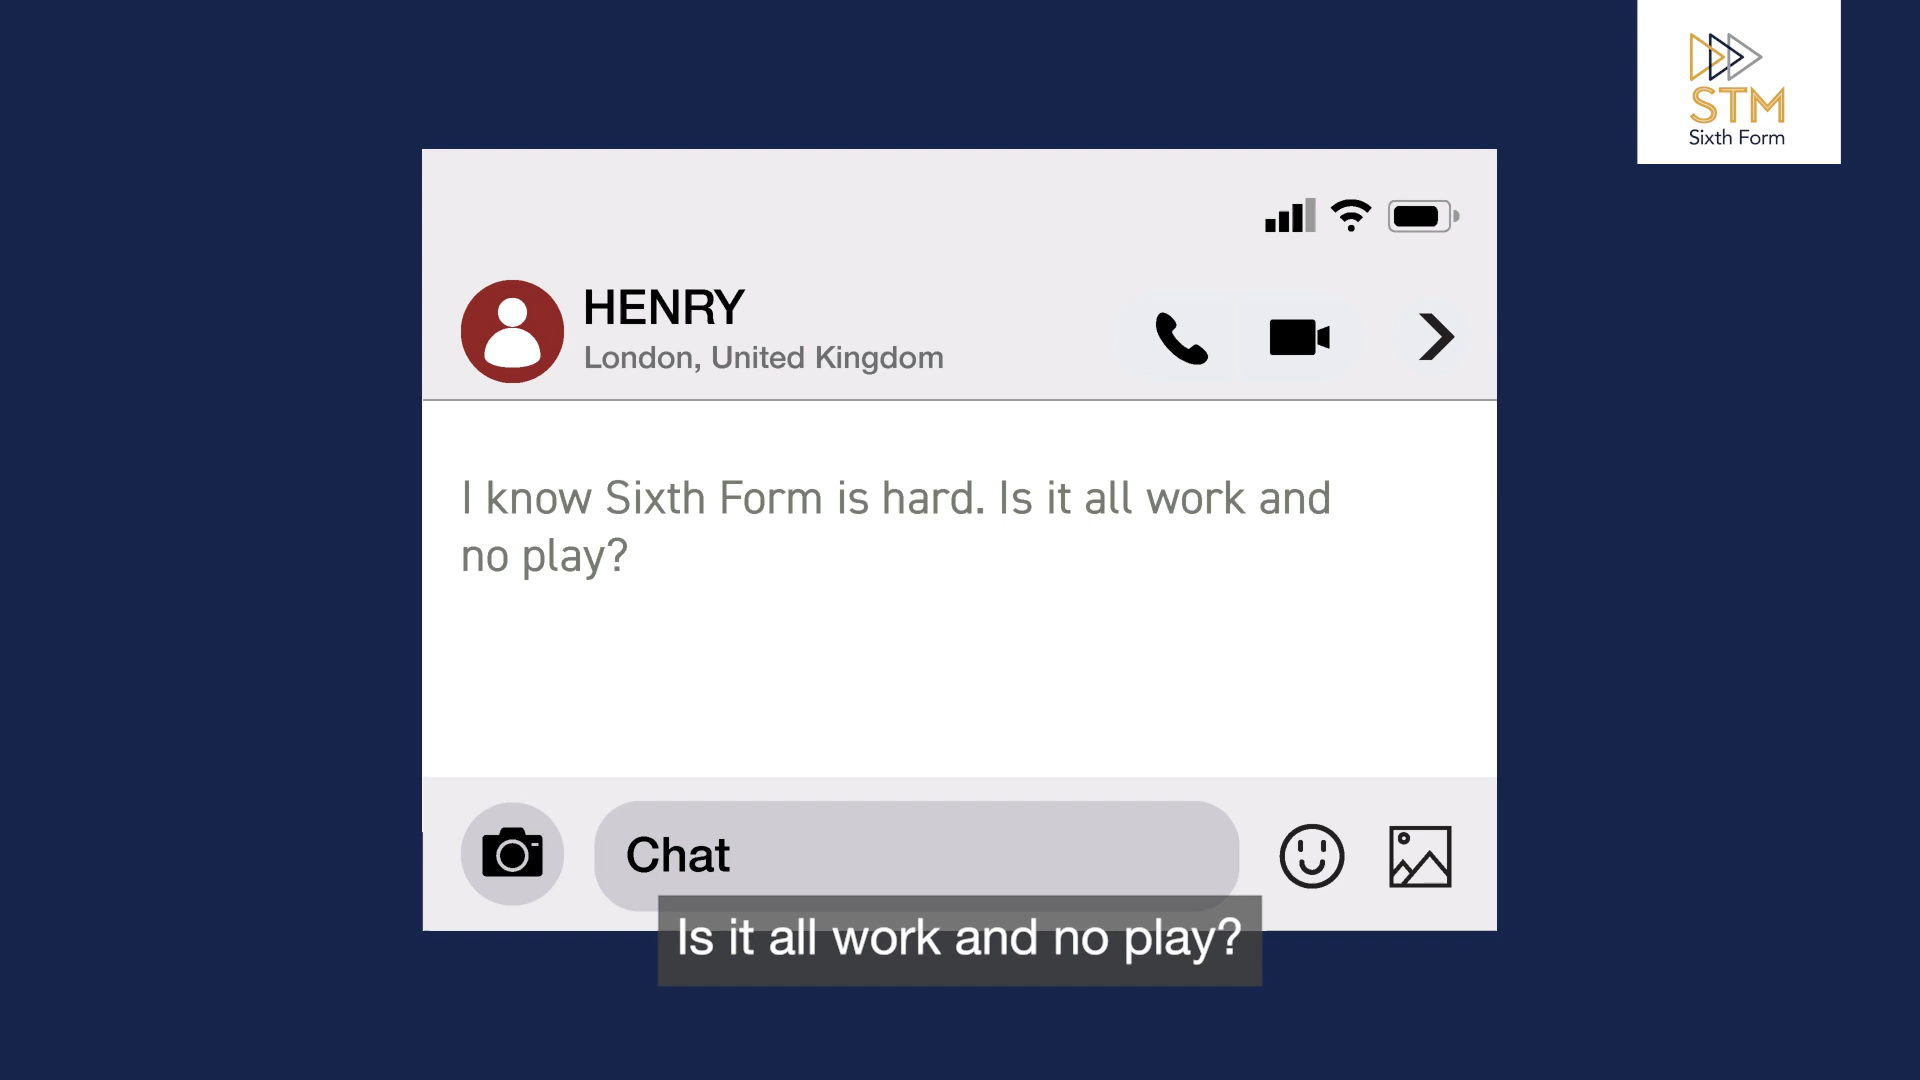 STM
Sixth Form
HENRY
London, United Kingdom
I know Sixth Form is hard. Is it all work and
no play?
Chat
Is it all work and no play?